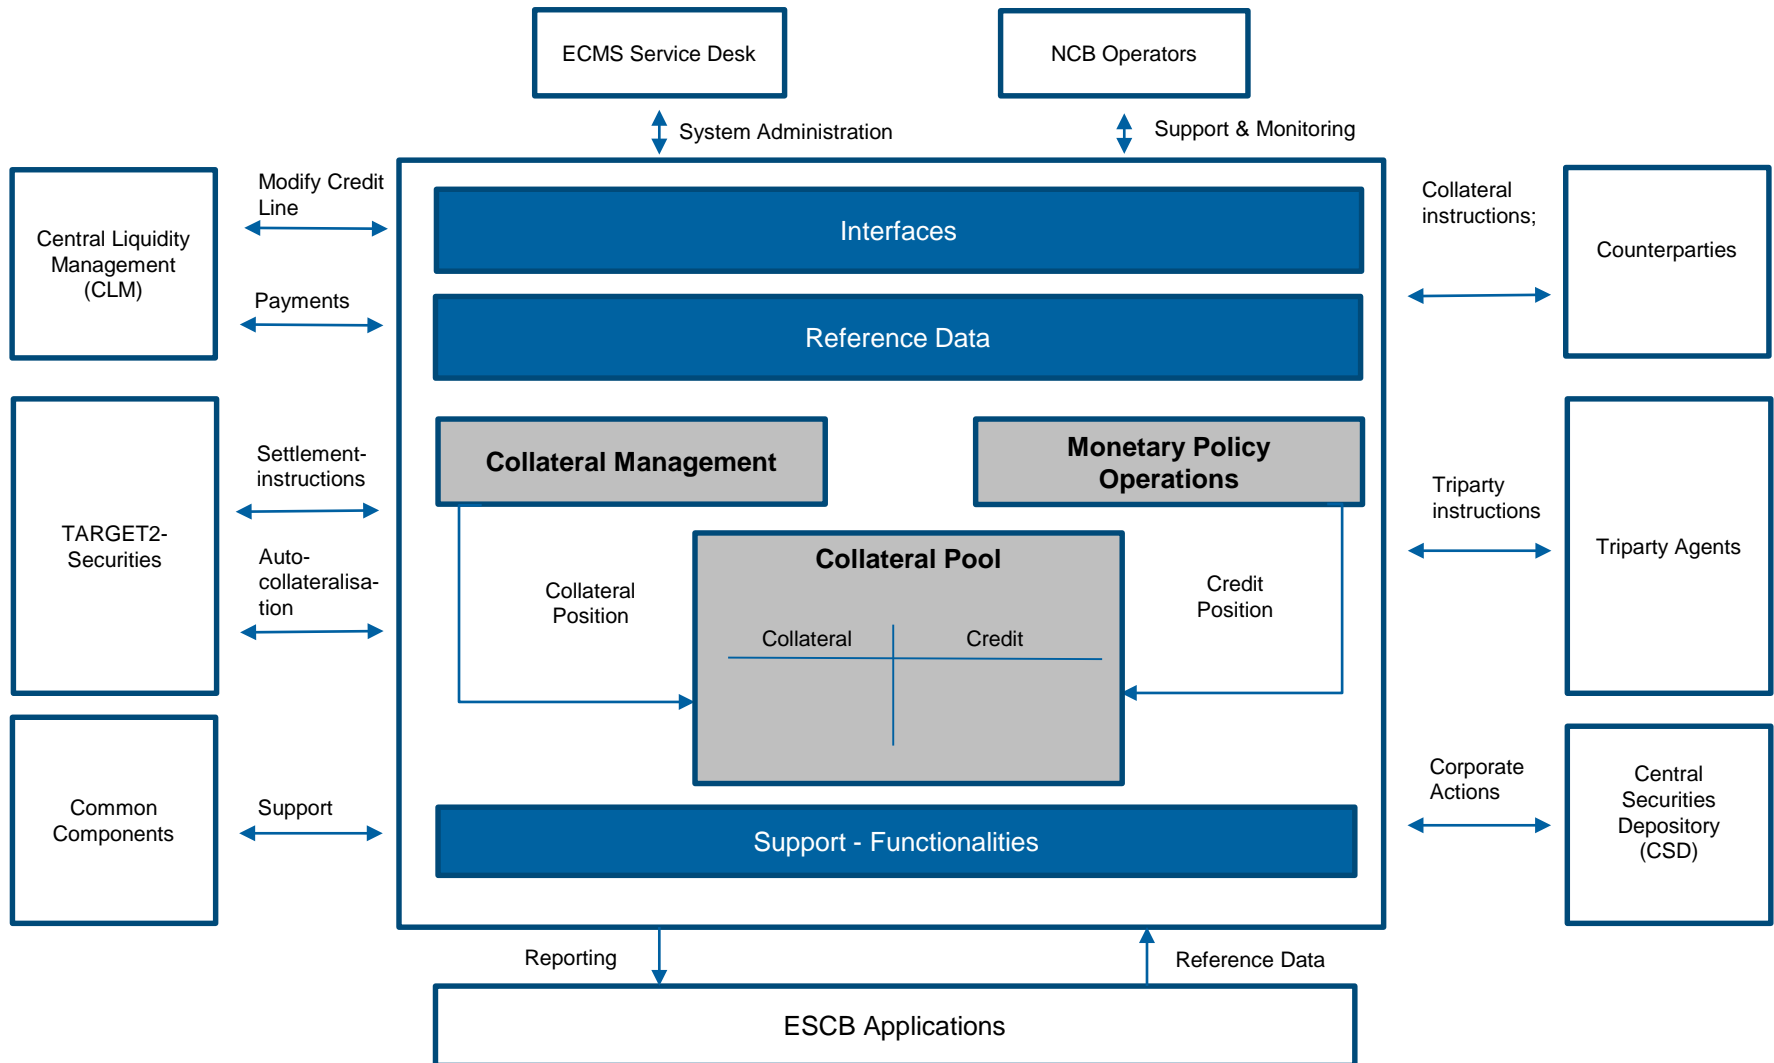 ECMS Service Desk
NCB Operators
System Administration
Support & Monitoring
Modify Credit
Line
Central Liquidity
Management
(CLM)
Payments
Interfaces
Reference Data
Collateral
instructions;
Counterparties
Settlement-
instructions
TARGET2-
Securities
Auto-
collateralisa-
tion
Collateral Management
Monetary Policy
Operations
Collateral
Position
Collateral Pool
Collateral
Credit
Credit
Position
Triparty
instructions
Triparty Agents
Common
Components
Support
Support - Functionalities
Corporate
Actions
Central
Securities
Depository
(CSD)
Reporting
Reference Data
ESCB Applications